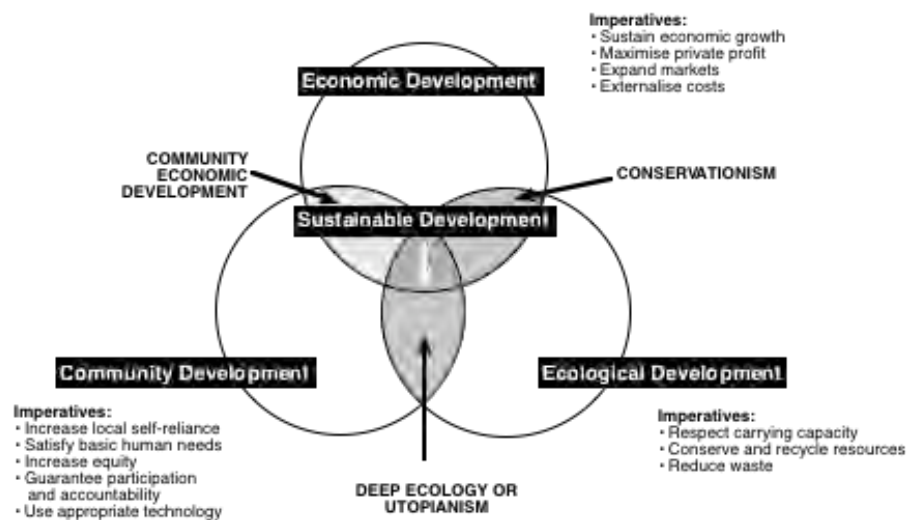 Imperatives:
• Sustain economic growth
• Maximise private profit
• Expand markets
• Externalise costs
Economic Development
COMMUNITY
ECONOMIC
DEVELOPMENT
CONSERVATIONISM
Sustainable Development
Community Development
Ecological Development
Imperatives:
• Increase local self-reliance
• Satisfy basic human needs
• Increase equity
• Guarantee participation
and accountability
• Use appropriate technology
Imperatives:
• Respect carrying capacity
• Conserve and recycle resources
• Reduce waste
DEEP ECOLOGY OR
UTOPIANISM